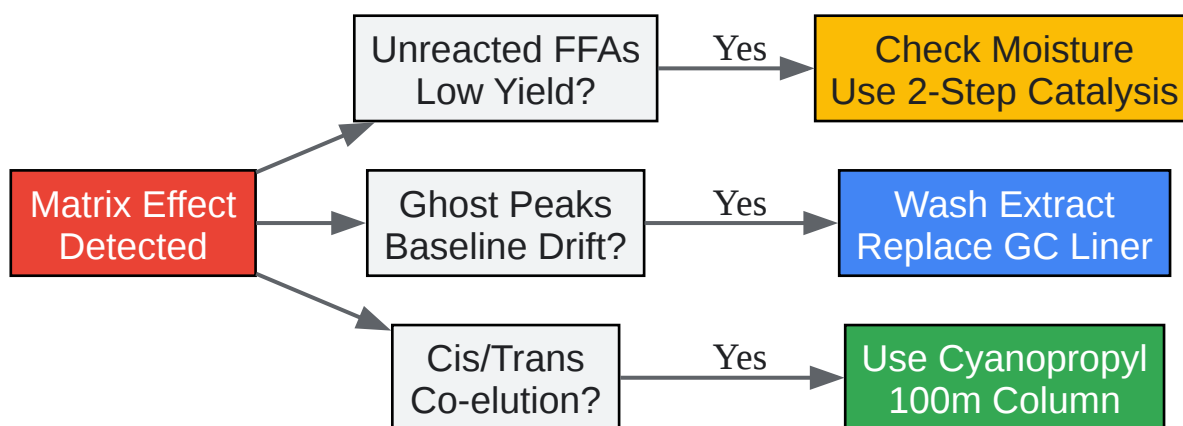 Unreacted FFAs
Low Yield?
Yes
Check Moisture
Use 2-Step Catalysis
Matrix Effect
Detected
Ghost Peaks
Baseline Drift?
Yes
Wash Extract
Replace GC Liner
Cis/Trans
Co-elution?
Yes
Use Cyanopropyl
100m Column